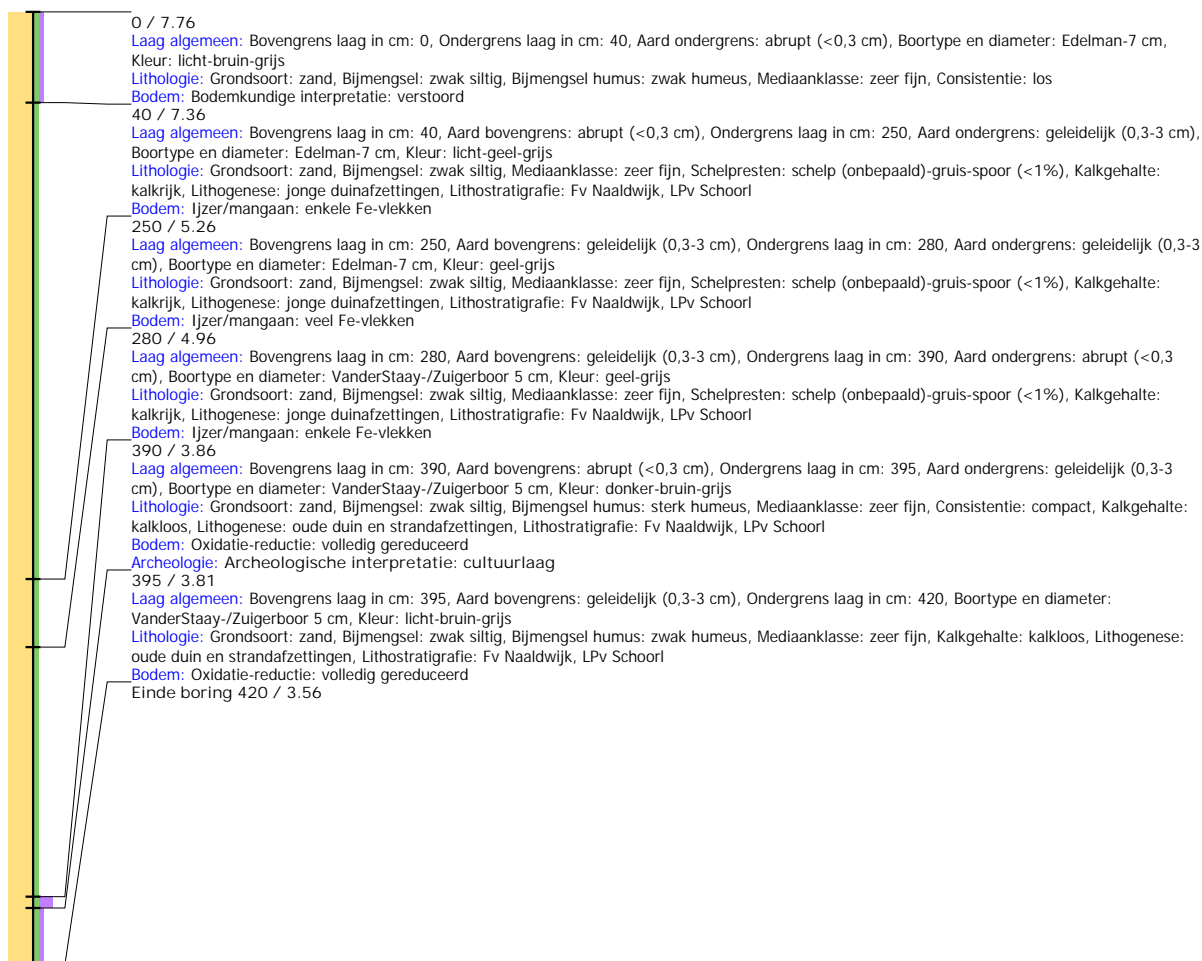 0 / 7.76
Laag algemeen: Bovengrens laag in cm: 0, Ondergrens laag in cm: 40, Aard ondergrens: abrupt (<0,3 cm), Boortype en diameter: Edelman-7 cm,
Kleur: licht-bruin-grijs
Lithologie: Grondsoort: zand, Bijmengsel: zwak siltig, Bijmengsel humus: zwak humeus, Mediaanklasse: zeer fijn, Consistentie: los
Bodem: Bodemkundige interpretatie: verstoord
40 / 7.36
Laag algemeen: Bovengrens laag in cm: 40, Aard bovengrens: abrupt (<0,3 cm), Ondergrens laag in cm: 250, Aard ondergrens: geleidelijk (0,3-3 cm),
Boortype en diameter: Edelman-7 cm, Kleur: licht-geel-grijs
Lithologie: Grondsoort: zand, Bijmengsel: zwak siltig, Mediaanklasse: zeer fijn, Schelpresten: schelp (onbepaald)-gruis-spoor (<1%), Kalkgehalte:
kalkrijk, Lithogenese: jonge duinafzettingen, Lithostratigrafie: Fv Naaldwijk, LPv Schoorl
Bodem: Ijzer/mangaan: enkele Fe-vlekken
250 / 5.26
Laag algemeen: Bovengrens laag in cm: 250, Aard bovengrens: geleidelijk (0,3-3 cm), Ondergrens laag in cm: 280, Aard ondergrens: geleidelijk (0,3-3
cm), Boortype en diameter: Edelman-7 cm, Kleur: geel-grijs
Lithologie: Grondsoort: zand, Bijmengsel: zwak siltig, Mediaanklasse: zeer fijn, Schelpresten: schelp (onbepaald)-gruis-spoor (<1%), Kalkgehalte:
kalkrijk, Lithogenese: jonge duinafzettingen, Lithostratigrafie: Fv Naaldwijk, LPv Schoorl
Bodem: Ijzer/mangaan: veel Fe-vlekken
280 / 4.96
Laag algemeen: Bovengrens laag in cm: 280, Aard bovengrens: geleidelijk (0,3-3 cm), Ondergrens laag in cm: 390, Aard ondergrens: abrupt (<0,3
cm), Boortype en diameter: VanderStaay-/Zuigerboor 5 cm, Kleur: geel-grijs
Lithologie: Grondsoort: zand, Bijmengsel: zwak siltig, Mediaanklasse: zeer fijn, Schelpresten: schelp (onbepaald)-gruis-spoor (<1%), Kalkgehalte:
kalkrijk, Lithogenese: jonge duinafzettingen, Lithostratigrafie: Fv Naaldwijk, LPv Schoorl
Bodem: Ijzer/mangaan: enkele Fe-vlekken
390 / 3.86
Laag algemeen: Bovengrens laag in cm: 390, Aard bovengrens: abrupt (<0,3 cm), Ondergrens laag in cm: 395, Aard ondergrens: geleidelijk (0,3-3
cm), Boortype en diameter: VanderStaay-/Zuigerboor 5 cm, Kleur: donker-bruin-grijs
Lithologie: Grondsoort: zand, Bijmengsel: zwak siltig, Bijmengsel humus: sterk humeus, Mediaanklasse: zeer fijn, Consistentie: compact, Kalkgehalte:
kalkloos, Lithogenese: oude duin en strandafzettingen, Lithostratigrafie: Fv Naaldwijk, LPv Schoorl
Bodem: Oxidatie-reductie: volledig gereduceerd
Archeologie: Archeologische interpretatie: cultuurlaag
395 / 3.81
Laag algemeen: Bovengrens laag in cm: 395, Aard bovengrens: geleidelijk (0,3-3 cm), Ondergrens laag in cm: 420, Boortype en diameter:
VanderStaay-/Zuigerboor 5 cm, Kleur: licht-bruin-grijs
Lithologie: Grondsoort: zand, Bijmengsel: zwak siltig, Bijmengsel humus: zwak humeus, Mediaanklasse: zeer fijn, Kalkgehalte: kalkloos, Lithogenese:
oude duin en strandafzettingen, Lithostratigrafie: Fv Naaldwijk, LPv Schoorl
Bodem: Oxidatie-reductie: volledig gereduceerd
Einde boring 420 / 3.56